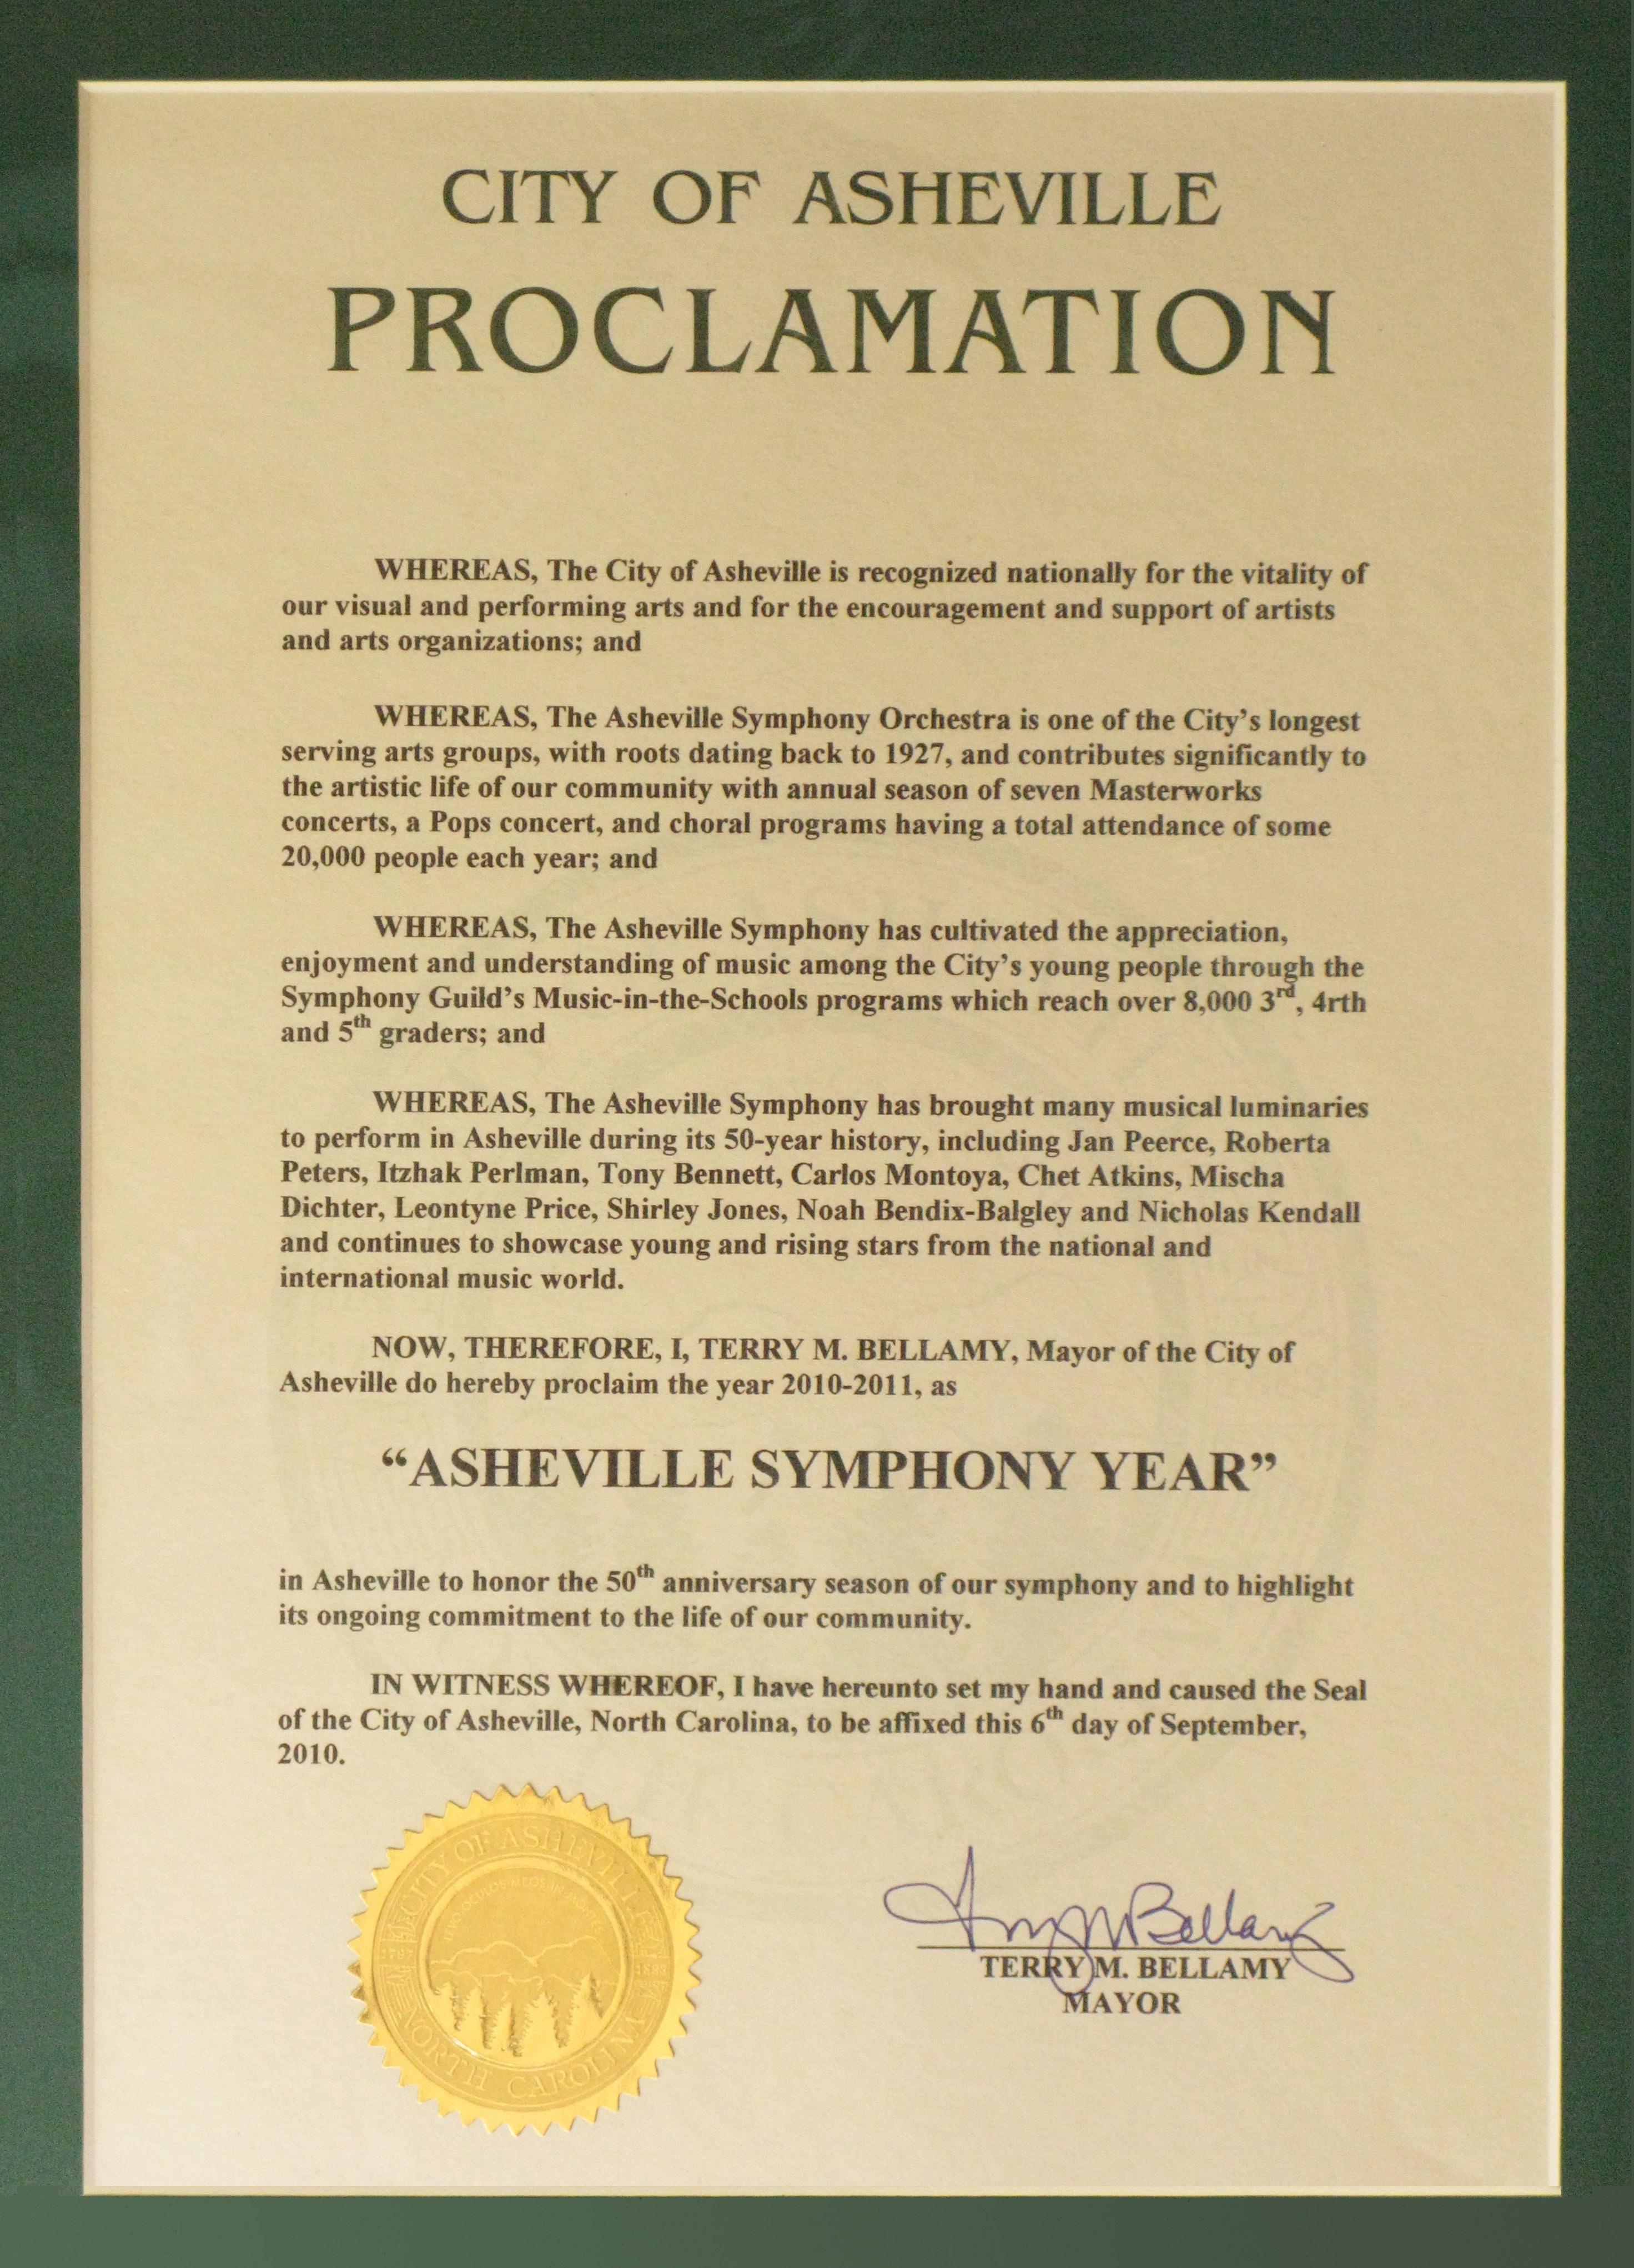 CITY OF ASHEVILLE
PROCLAMATION
WHEREAS, The City of Asheville is recognized nationally for the vitality of
our visual and performing arts and for the encouragement and support of artists
and arts organizations; and
WHEREAS, The Asheville Symphony Orchestra is one of the City’s longest
serving arts groups, with roots dating back to 1927, and contributes significantly to
the artistic life of our community with annual season of seven Masterworks
concerts, a Pops concert, and choral programs having a total attendance of some
20,000 people each year; and
WHEREAS, The Asheville Symphony has cultivated the appreciation,
enjoyment and understanding of music among the City’s young people through the
Symphony Guild’s Music-in-the-Schools programs which reach over 8,000 3rd, 4rth
and 5th graders; and
WHEREAS, The Asheville Symphony has brought many musical luminaries
to perform in Asheville during its 50-year history, including Jan Peerce, Roberta
Peters, Itzhak Perlman, Tony Bennett, Carlos Montoya, Chet Atkins, Mischa
Dichter, Leontyne Price, Shirley Jones, Noah Bendix-Balgley and Nicholas Kendall
and continues to showcase young and rising stars from the national and
international music world.
NOW, THEREFORE, I, TERRY M. BELLAMY, Mayor of the City of
Asheville do hereby proclaim the year 2010-2011, as
“ASHEVILLE SYMPHONY YEAR”
in Asheville to honor the 50th anniversary season of our symphony and to highlight
its ongoing commitment to the life of our community.
IN WITNESS WHEREOF, I have hereunto set my hand and caused the Seal
of the City of Asheville, North Carolina, to be affixed this 6th day of September,
2010.
CITY OF ASHEVILLE
1797
NORTH CAROLINA
Terry M Bellamy
TERRY M. BELLAMY
MAYOR